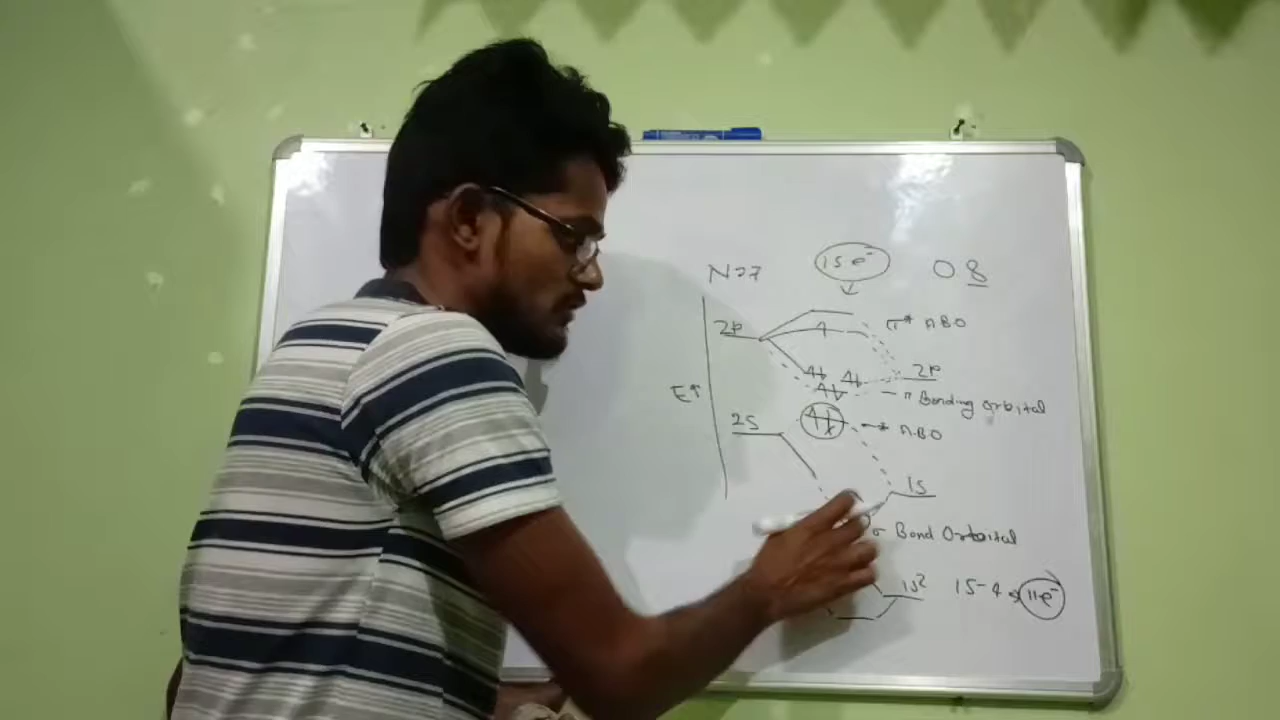 N=7 15 e⁻ O 8
2P π* ABO
2P
E↑ π Bonding orbital
2S * ABO
1S
σ Bond Orbital
1S² 15-4 = 11e⁻